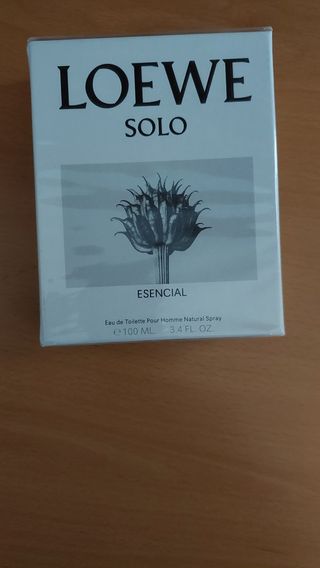 LOEWE
SOLO
ESENCIAL
Eau de Toilette Pour Homme Natural Spray
℮100 ML. 3.4 FL. OZ.